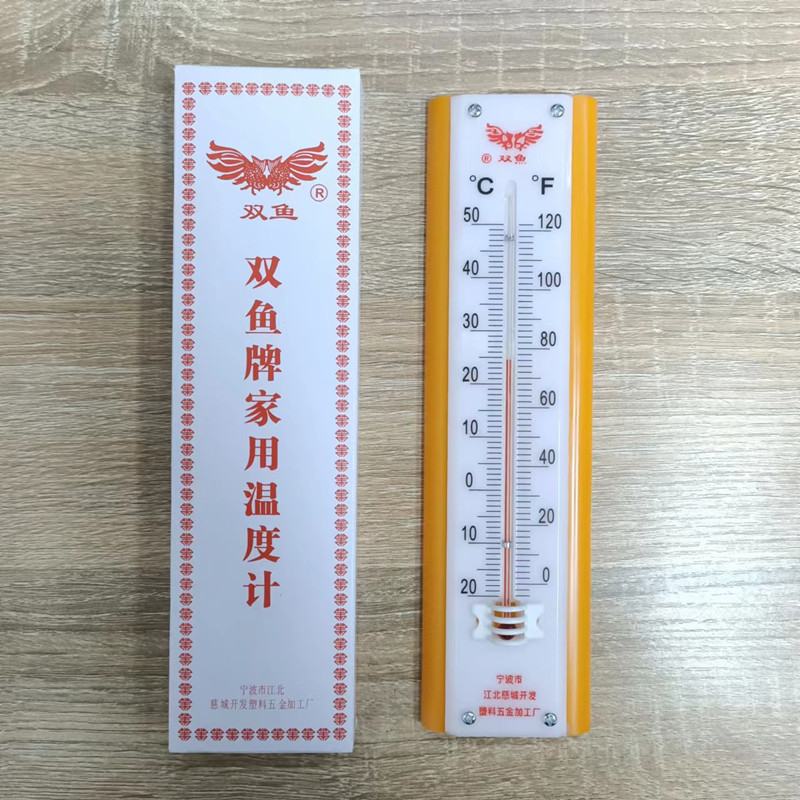 ®
双鱼
双鱼牌家用温度计
宁波市江北
慈城开发塑料五金加工厂
® 双鱼
°C °F
50 120
40 100
30 80
20 60
10 40
0 20
10 0
20
宁波市
江北慈城开发
塑料五金加工厂